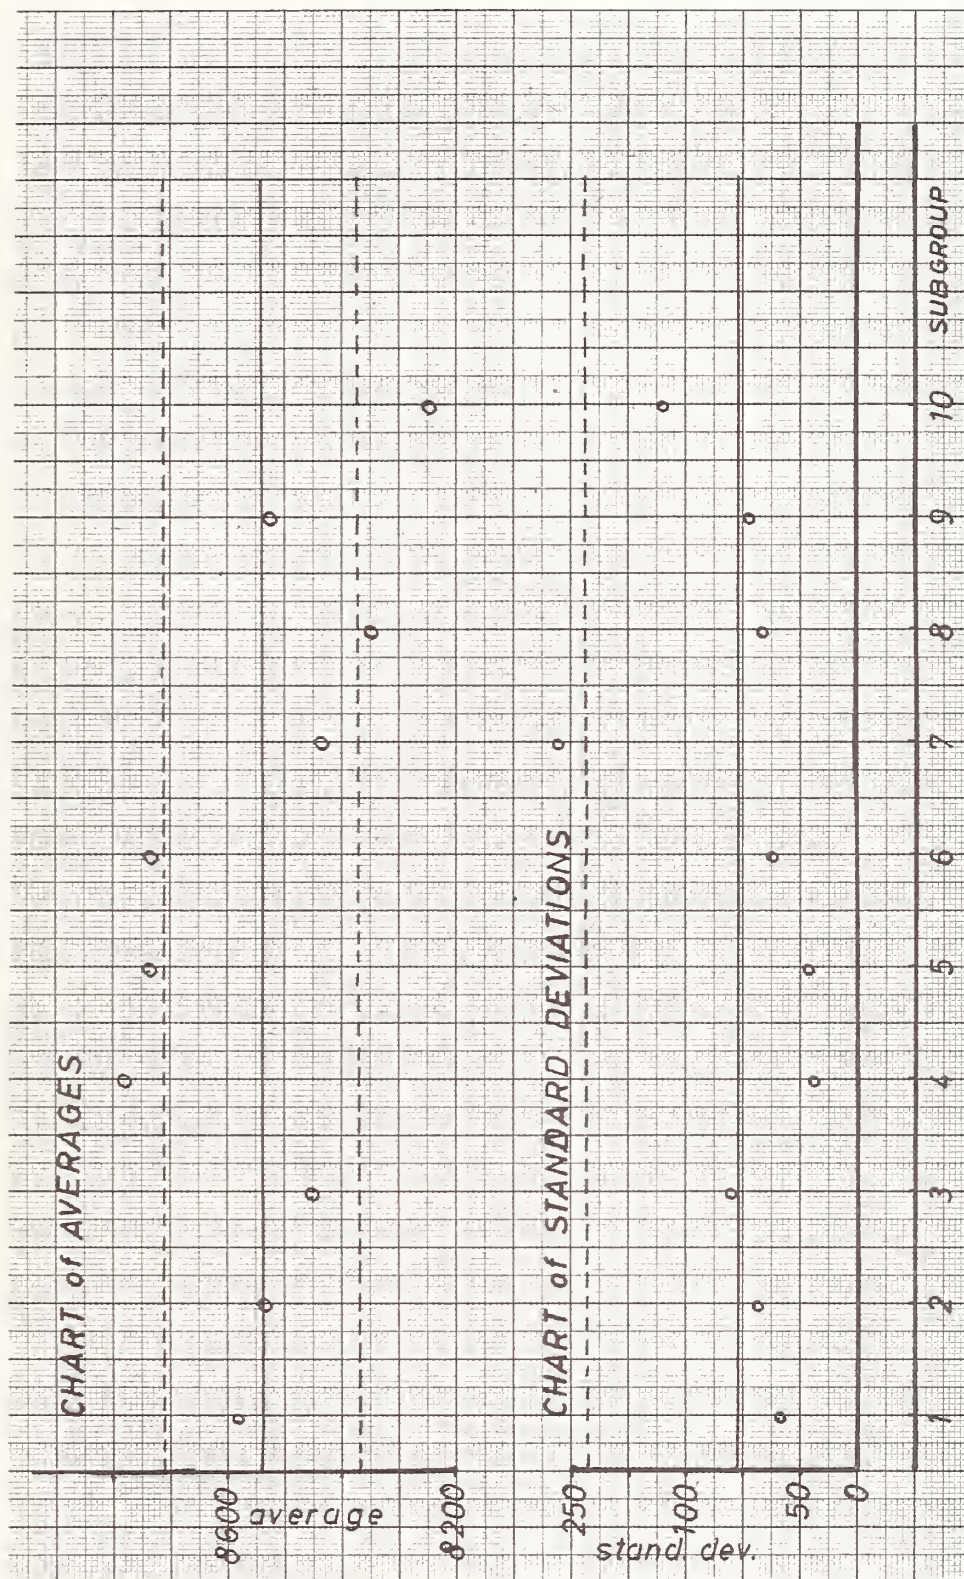 CHART of AVERAGES
8600
average
8200
CHART of STANDARD DEVIATIONS
250
100
50
0
stand. dev.
1 2 3 4 5 6 7 8 9 10 SUBGROUP